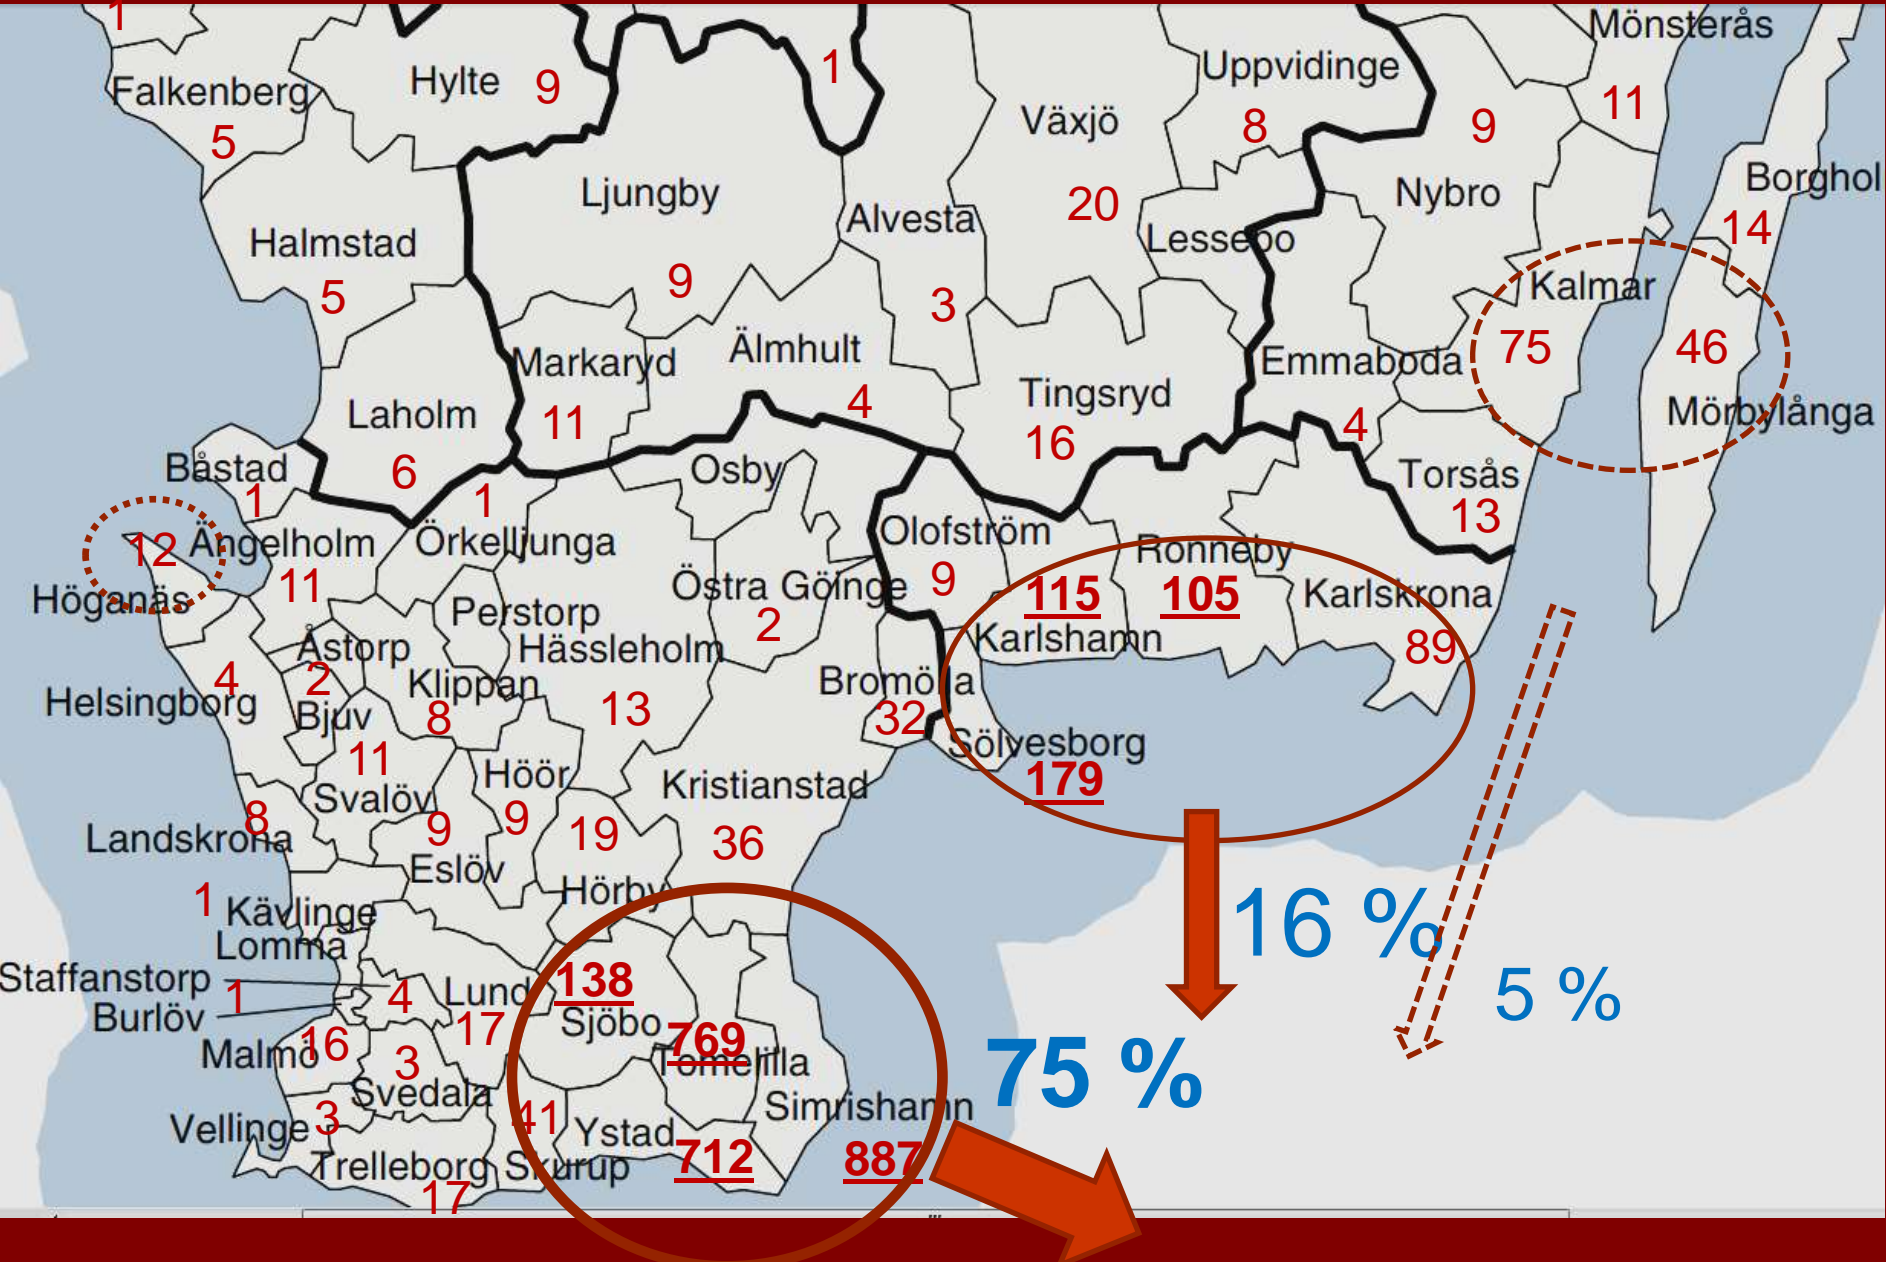 1
Mönsterås
Falkenberg
Hylte
9
1
Uppvidinge
11
5
Växjö
8
9
Ljungby
20
Nybro
Borghol
Halmstad
Alvesta
Lessebo
14
5
9
3
Kalmar
Markaryd
Älmhult
Emmaboda
75
46
Laholm
11
4
Tingsryd
4
Mörbylånga
Båstad
6
Osby
16
Torsås
1
1
13
12
Ängelholm
Örkelljunga
Olofström
Ronneby
Höganäs
11
Östra Göinge
9
115
105
Karlskrona
Perstorp
2
Karlshamn
89
Åstorp
Hässleholm
4
2
Klippan
Bromölla
Helsingborg
Bjuv
8
13
32
11
Höör
Sölvesborg
179
Svalöv
Kristianstad
8
9
9
19
36
Landskrona
Eslöv
Hörby
1
Kävlinge
16 %
Lomma
Staffanstorp
1
4
Lund
138
5 %
Burlöv
17
Sjöbo
769
Malmö
16
3
Tomelilla
75 %
Svedala
Simrishamn
Vellinge
3
41
Ystad
712
887
Trelleborg
Skurup
17